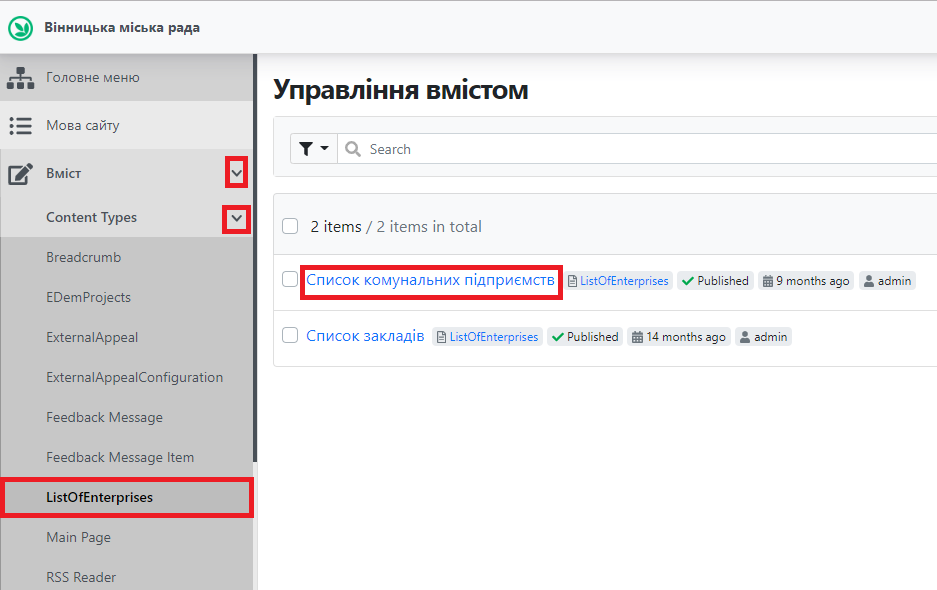 Вінницька міська рада
Головне меню
Мова сайту
Вміст
Content Types
Breadcrumb
EDemProjects
ExternalAppeal
ExternalAppealConfiguration
Feedback Message
Feedback Message Item
ListOfEnterprises
Main Page
RSS Reader
Управління вмістом
Search
2 items / 2 items in total
Список комунальних підприємств ListOfEnterprises Published 9 months ago admin
Список закладів ListOfEnterprises Published 14 months ago admin